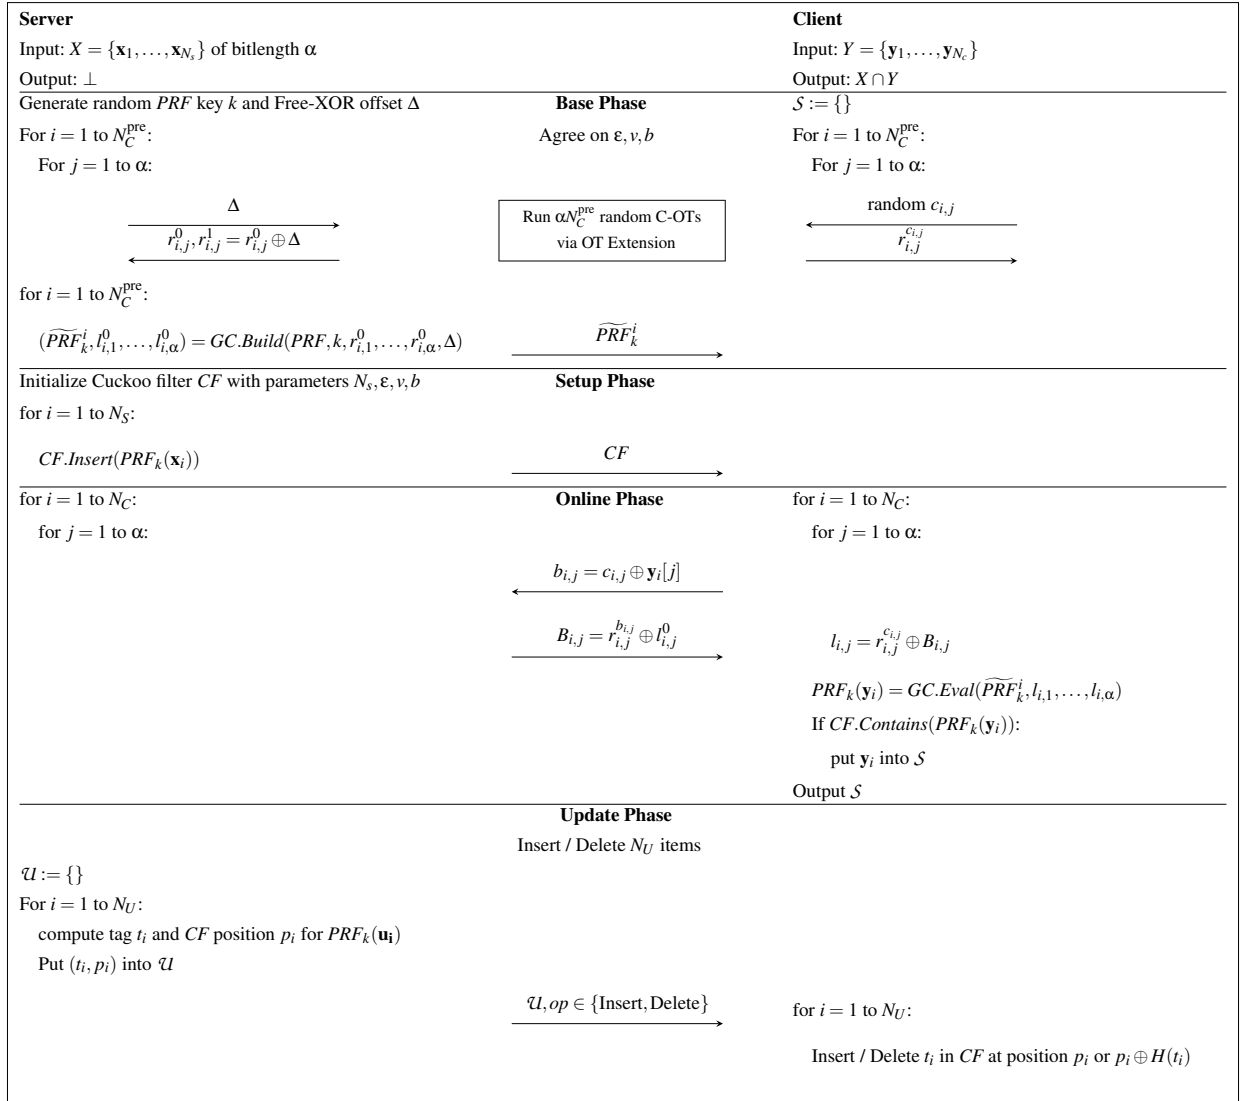 Server
Client
Input: X = {x₁,…,x_{N_s}} of bitlength α
Input: Y = {y₁,…,y_{N_c}}
Output: ⊥
Output: X ∩ Y
Generate random PRF key k and Free-XOR offset Δ
Base Phase
S := {}
For i = 1 to N_C^{pre}:
Agree on ε, ν, b
For i = 1 to N_C^{pre}:
For j = 1 to α:
For j = 1 to α:
Δ
Run αN_C^{pre} random C-OTs
via OT Extension
random c_{i,j}
r_{i,j}^0, r_{i,j}^1 = r_{i,j}^0 ⊕ Δ
r_{i,j}^{c_{i,j}}
for i = 1 to N_C^{pre}:
(\widetilde{PRF}_k^i, l_{i,1}^0,…,l_{i,α}^0) = GC.Build(PRF, k, r_{i,1}^0,…,r_{i,α}^0, Δ)
\widetilde{PRF}_k^i
Initialize Cuckoo filter CF with parameters N_s, ε, ν, b
Setup Phase
for i = 1 to N_S:
CF.Insert(PRF_k(x_i))
CF
for i = 1 to N_C:
Online Phase
for i = 1 to N_C:
for j = 1 to α:
for j = 1 to α:
b_{i,j} = c_{i,j} ⊕ y_i[j]
B_{i,j} = r_{i,j}^{b_{i,j}} ⊕ l_{i,j}^0
l_{i,j} = r_{i,j}^{c_{i,j}} ⊕ B_{i,j}
PRF_k(y_i) = GC.Eval(\widetilde{PRF}_k^i, l_{i,1},…,l_{i,α})
If CF.Contains(PRF_k(y_i)):
put y_i into S
Output S
Update Phase
Insert / Delete N_U items
U := {}
For i = 1 to N_U:
compute tag t_i and CF position p_i for PRF_k(u_i)
Put (t_i, p_i) into U
U, op ∈ {Insert, Delete}
for i = 1 to N_U:
Insert / Delete t_i in CF at position p_i or p_i ⊕ H(t_i)